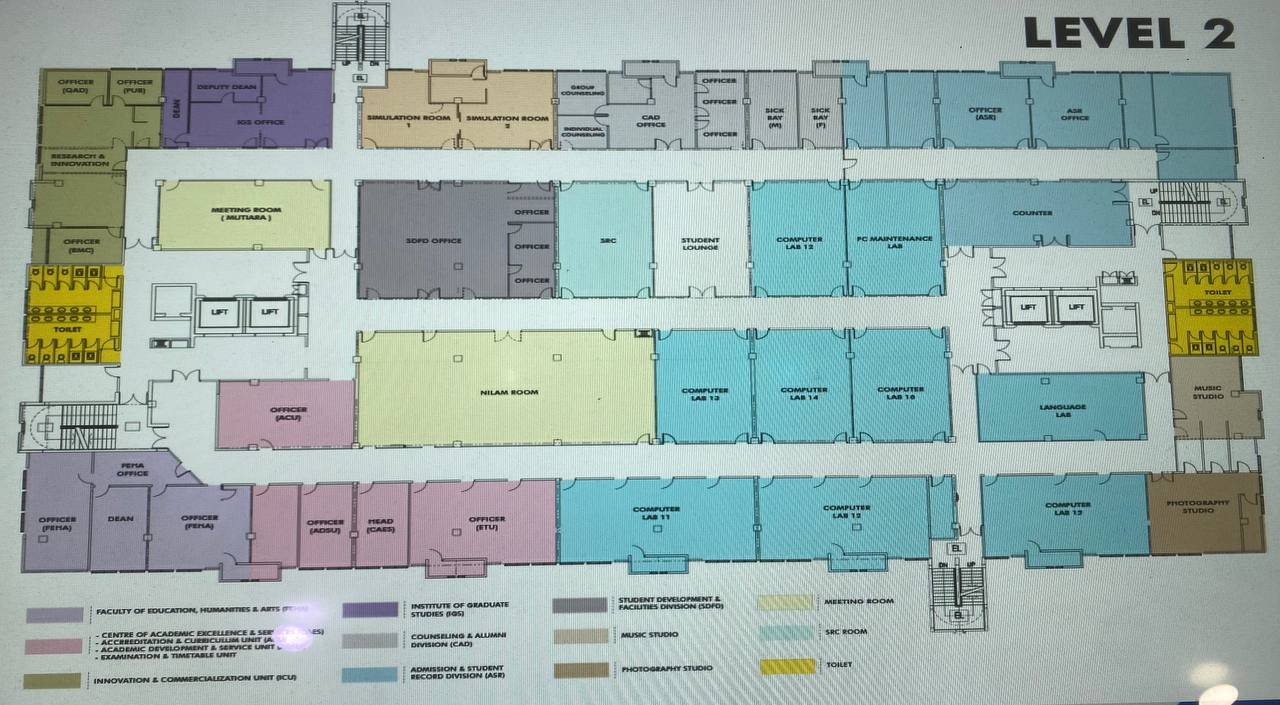 LEVEL 2
EL
UP
DN
EL
OFFICER
(QAD)
OFFICER
(PUB)
DEAN
DEPUTY DEAN
IGS OFFICE
SIMULATION ROOM
1
SIMULATION ROOM
2
GROUP
COUNSELING
INDIVIDUAL
COUNSELING
CAD
OFFICE
OFFICER
OFFICER
OFFICER
SICK
BAY
(M)
SICK
BAY
(F)
OFFICER
(ASR)
ASR
OFFICE
RESEARCH &
INNOVATION
MEETING ROOM
( MUTIARA )
SDFD OFFICE
OFFICER
OFFICER
OFFICER
SRC
STUDENT
LOUNGE
COMPUTER
LAB 12
PC MAINTENANCE
LAB
COUNTER
UP
EL
DN
EL
OFFICER
(BMC)
TOILET
LIFT
LIFT
LIFT
LIFT
TOILET
OFFICER
(ACU)
NILAM ROOM
COMPUTER
LAB 13
COMPUTER
LAB 14
COMPUTER
LAB 16
LANGUAGE
LAB
MUSIC
STUDIO
FEHA
OFFICE
OFFICER
(FEHA)
DEAN
OFFICER
(FEHA)
OFFICER
(ADSU)
HEAD
(CAES)
OFFICER
(ETU)
COMPUTER
LAB 11
COMPUTER
LAB 12
COMPUTER
LAB 15
PHOTOGRAPHY
STUDIO
EL
DN
UP
EL
FACULTY OF EDUCATION, HUMANITIES & ARTS (FEHA)
- CENTRE OF ACADEMIC EXCELLENCE &
- ACCREDITATION & CURRICULUM UNIT
- ACADEMIC DEVELOPMENT & SERVICE UNIT
- EXAMINATION & TIMETABLE UNIT
INNOVATION & COMMERCIALIZATION UNIT (ICU)
INSTITUTE OF GRADUATE
STUDIES (IGS)
COUNSELING & ALUMNI
DIVISION (CAD)
ADMISSION & STUDENT
RECORD DIVISION (ASR)
STUDENT DEVELOPMENT &
FACILITIES DIVISION (SDFD)
MUSIC STUDIO
PHOTOGRAPHY STUDIO
MEETING ROOM
SRC ROOM
TOILET